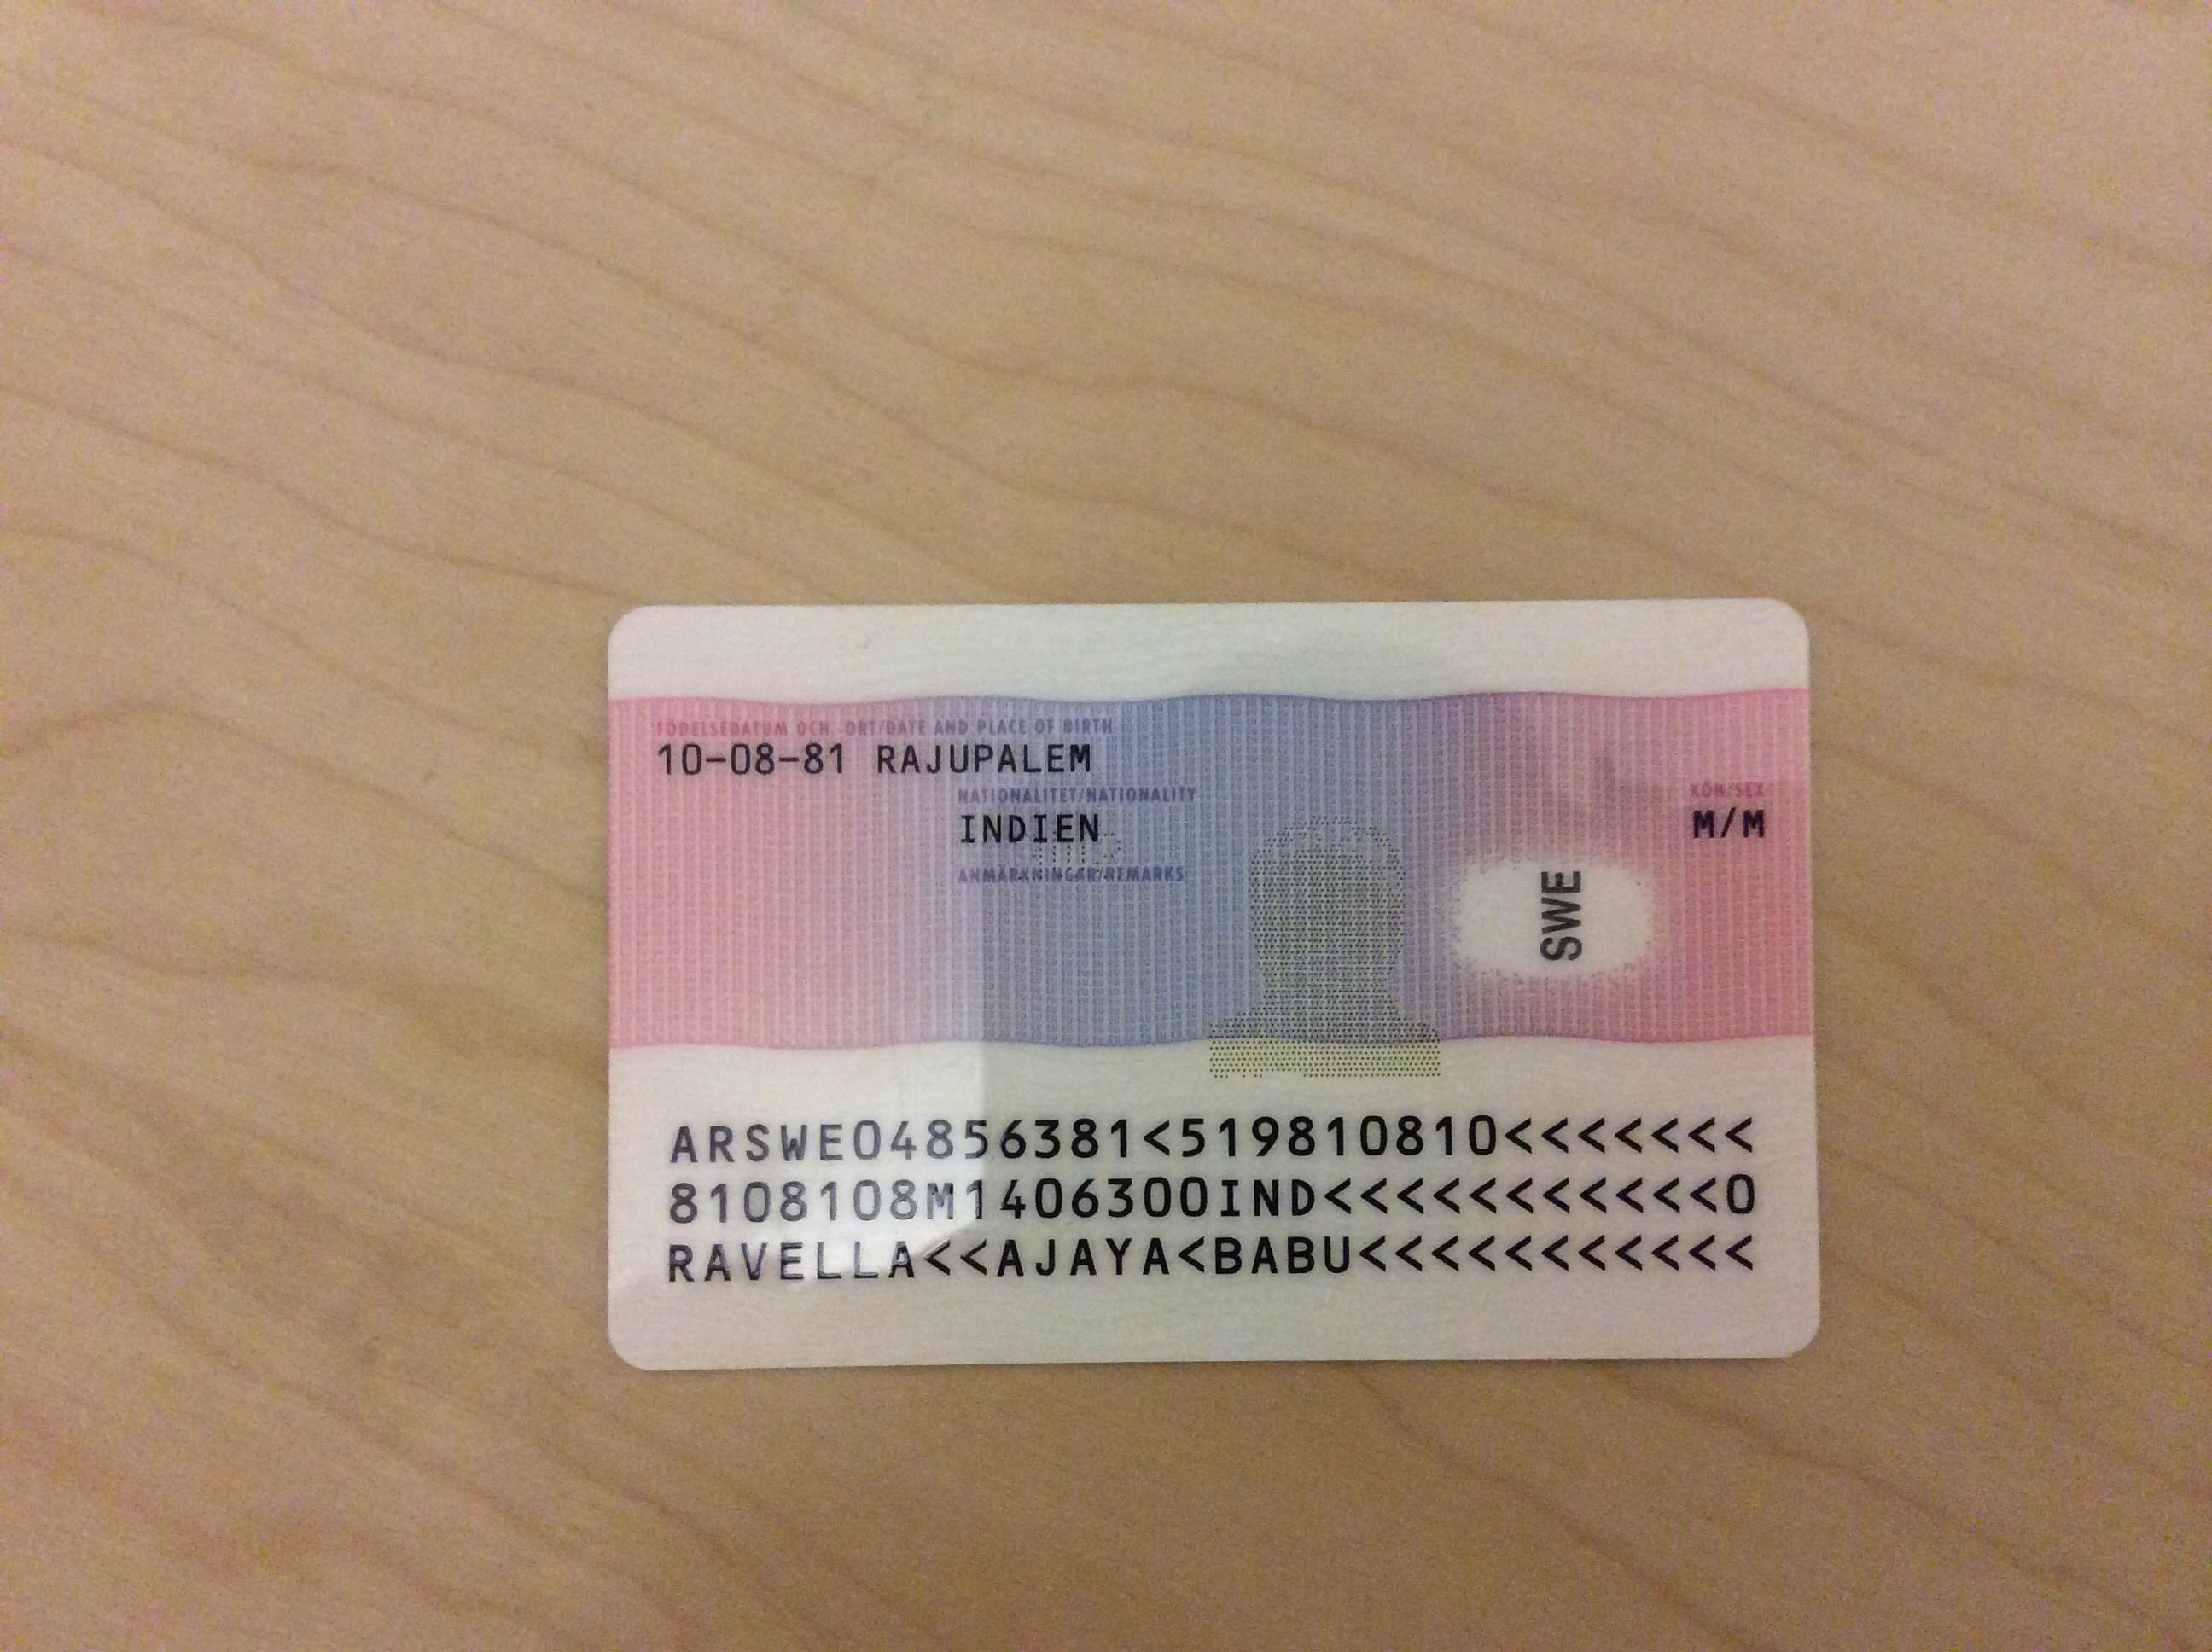 FÖDELSEDATUM OCH -ORT/DATE AND PLACE OF BIRTH
10-08-81 RAJUPALEM
NATIONALITET/NATIONALITY
INDIEN
KÖN/SEX
M/M
ANMÄRKNINGAR/REMARKS
SWE
ARSWE04856381<519810810<<<<<<<
8108108M1406300IND<<<<<<<<<<<0
RAVELLA<<AJAYA<BABU<<<<<<<<<<<